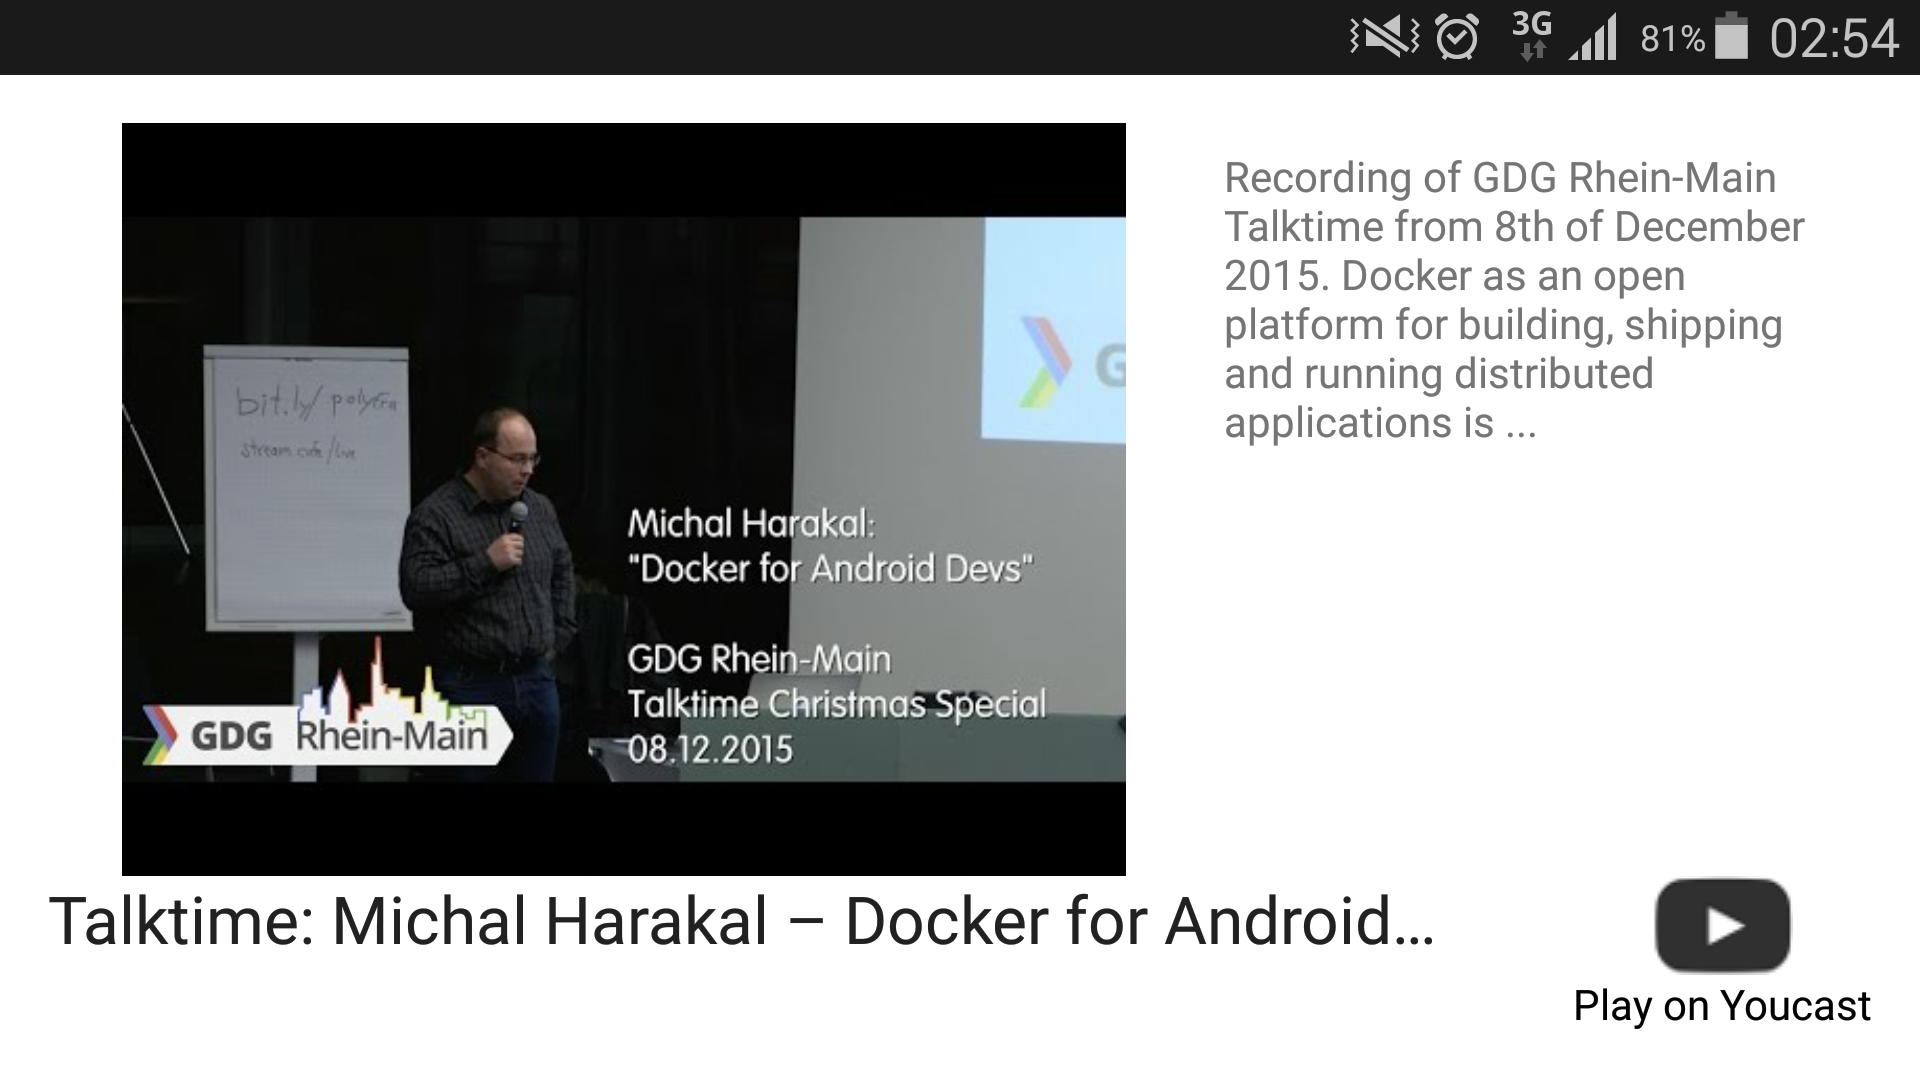 3G 81% 02:54
Recording of GDG Rhein-Main
Talktime from 8th of December
2015. Docker as an open
platform for building, shipping
and running distributed
applications is ...
bit.ly/
stream.cafe/live
G
Michal Harakal:
"Docker for Android Devs"
GDG Rhein-Main
Talktime Christmas Special
08.12.2015
GDG Rhein-Main
Talktime: Michal Harakal – Docker for Android...
Play on Youcast